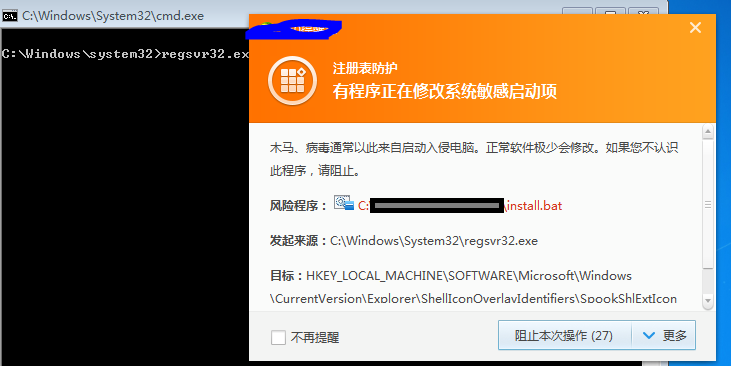 C:\Windows\System32\cmd.exe
C:\Windows\system32>regsvr32.ex
注册表防护
有程序正在修改系统敏感启动项
木马、病毒通常以此来自启动入侵电脑。正常软件极少会修改。如果您不认识
此程序，请阻止。
风险程序： C: \install.bat
发起来源：C:\Windows\System32\regsvr32.exe
目标：HKEY_LOCAL_MACHINE\SOFTWARE\Microsoft\Windows
\CurrentVersion\Explorer\ShellIconOverlayIdentifiers\SpookShlExtIcon
不再提醒
阻止本次操作 (27)
更多